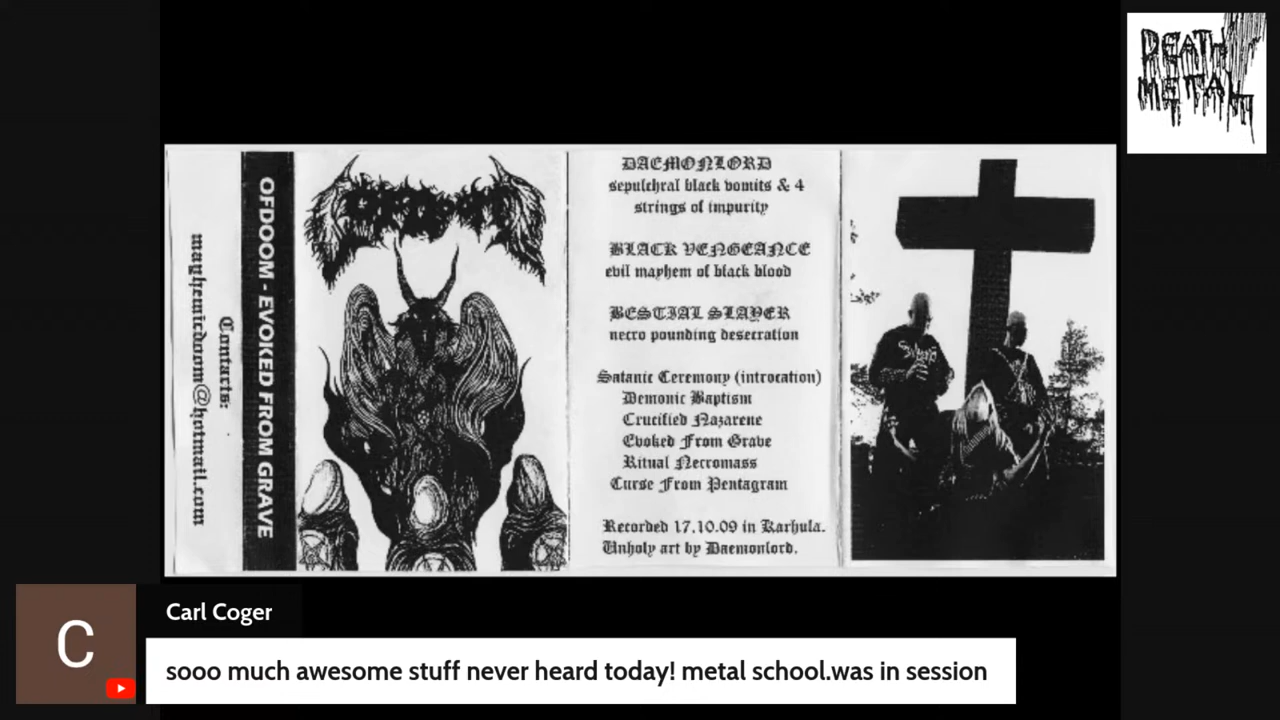 DEATH
METAL
Contacts:
mayhemicdoom@hotmail.com
OFDOOM - EVOKED FROM GRAVE
OFDOOM
DAEMONLORD
sepulchral black vomits & 4
strings of impurity
BLACK VENGEANCE
evil mayhem of black blood
BESTIAL SLAYER
necro pounding desecration
Satanic Ceremony (introcation)
Demonic Baptism
Crucified Nazarene
Evoked From Grave
Ritual Necromass
Curse From Pentagram
Recorded 17.10.09 in Karhula.
Unholy art by Daemonlord.
C
Carl Coger
sooo much awesome stuff never heard today! metal school.was in session